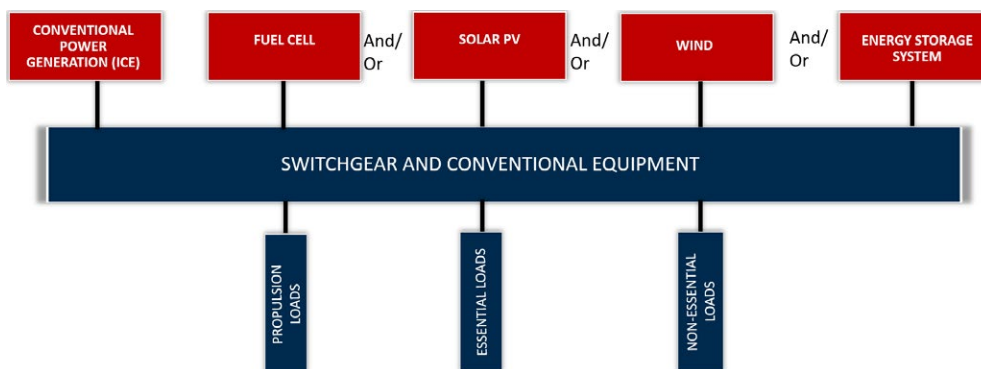 CONVENTIONAL
POWER
GENERATION (ICE)
FUEL CELL
And/
Or
SOLAR PV
And/
Or
WIND
And/
Or
ENERGY STORAGE
SYSTEM
SWITCHGEAR AND CONVENTIONAL EQUIPMENT
PROPULSION
LOADS
ESSENTIAL LOADS
NON-ESSENTIAL
LOADS